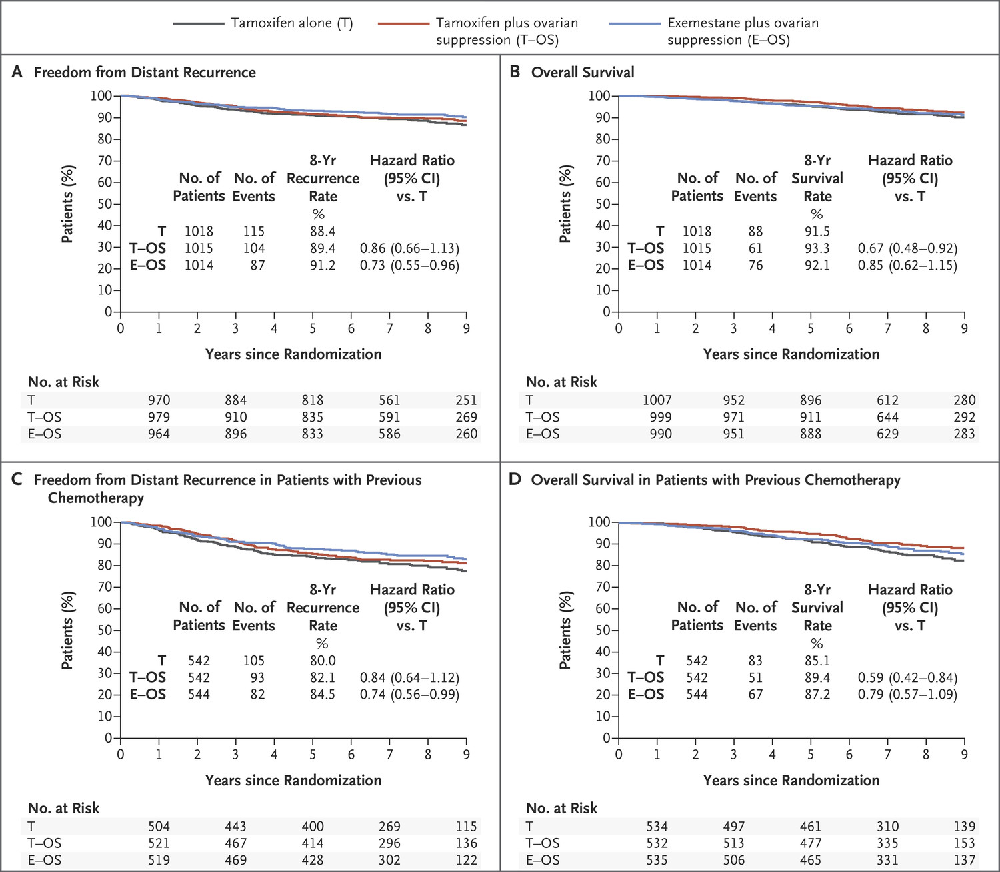 Tamoxifen alone (T)
Tamoxifen plus ovarian
suppression (T–OS)
Exemestane plus ovarian
suppression (E–OS)
A Freedom from Distant Recurrence
100
90
80
70
60
50
40
30
20
10
0
Patients (%)
No. of Patients No. of Events 8-Yr Recurrence Rate Hazard Ratio (95% CI) vs. T
%
T 1018 115 88.4
T–OS 1015 104 89.4 0.86 (0.66–1.13)
E–OS 1014 87 91.2 0.73 (0.55–0.96)
0 1 2 3 4 5 6 7 8 9
Years since Randomization
No. at Risk
T 970 884 818 561 251
T–OS 979 910 835 591 269
E–OS 964 896 833 586 260
B Overall Survival
100
90
80
70
60
50
40
30
20
10
0
Patients (%)
No. of Patients No. of Events 8-Yr Survival Rate Hazard Ratio (95% CI) vs. T
%
T 1018 88 91.5
T–OS 1015 61 93.3 0.67 (0.48–0.92)
E–OS 1014 76 92.1 0.85 (0.62–1.15)
0 1 2 3 4 5 6 7 8 9
Years since Randomization
No. at Risk
T 1007 952 896 612 280
T–OS 999 971 911 644 292
E–OS 990 951 888 629 283
C Freedom from Distant Recurrence in Patients with Previous
Chemotherapy
100
90
80
70
60
50
40
30
20
10
0
Patients (%)
No. of Patients No. of Events 8-Yr Recurrence Rate Hazard Ratio (95% CI) vs. T
%
T 542 105 80.0
T–OS 542 93 82.1 0.84 (0.64–1.12)
E–OS 544 82 84.5 0.74 (0.56–0.99)
0 1 2 3 4 5 6 7 8 9
Years since Randomization
No. at Risk
T 504 443 400 269 115
T–OS 521 467 414 296 136
E–OS 519 469 428 302 122
D Overall Survival in Patients with Previous Chemotherapy
100
90
80
70
60
50
40
30
20
10
0
Patients (%)
No. of Patients No. of Events 8-Yr Survival Rate Hazard Ratio (95% CI) vs. T
%
T 542 83 85.1
T–OS 542 51 89.4 0.59 (0.42–0.84)
E–OS 544 67 87.2 0.79 (0.57–1.09)
0 1 2 3 4 5 6 7 8 9
Years since Randomization
No. at Risk
T 534 497 461 310 139
T–OS 532 513 477 335 153
E–OS 535 506 465 331 137